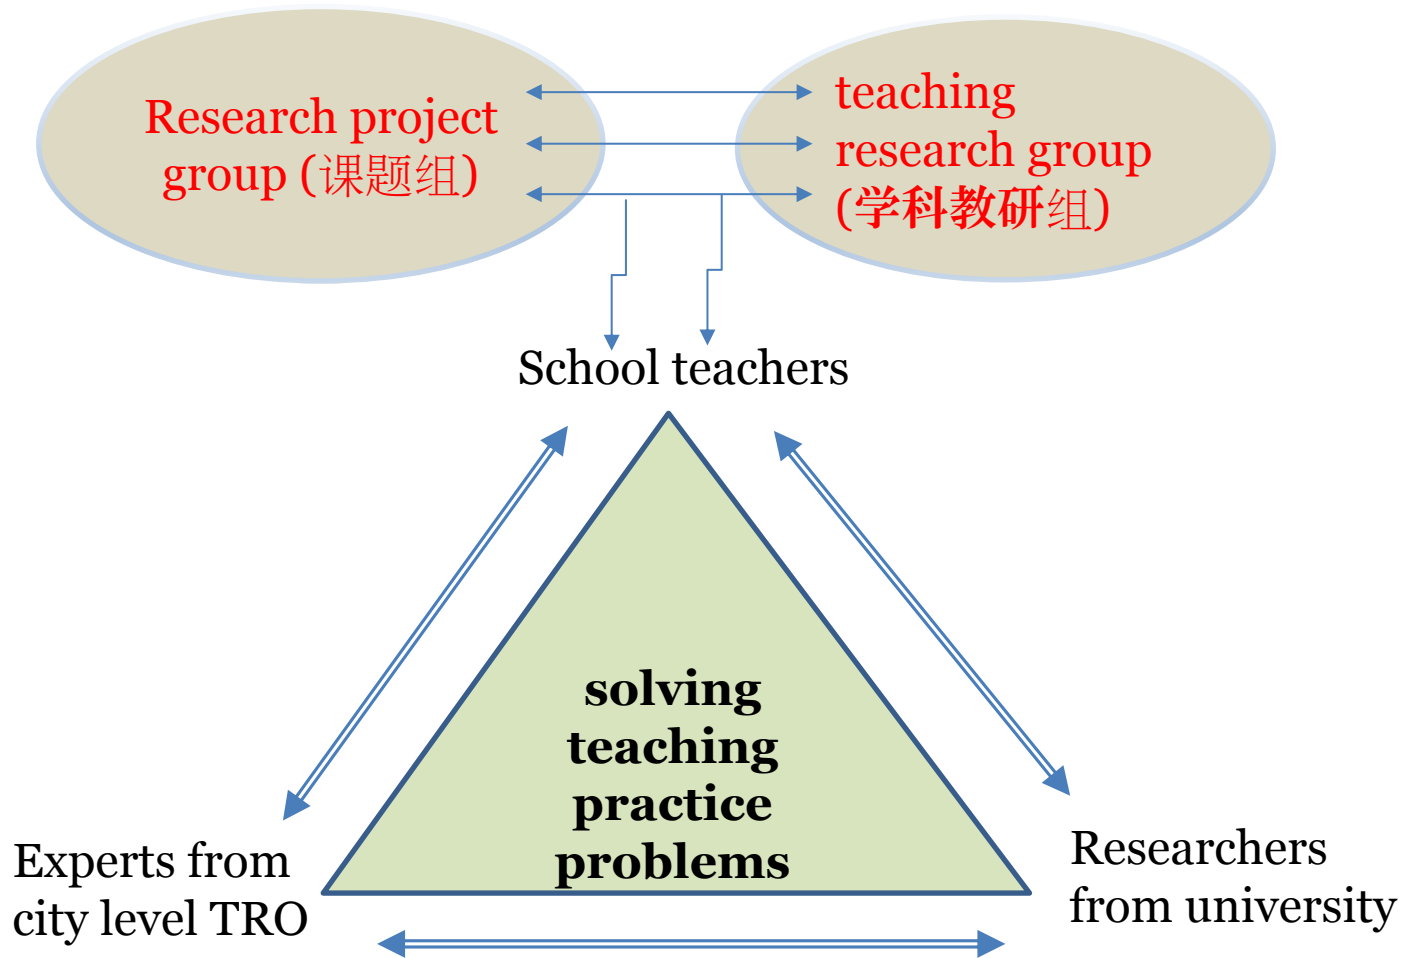 Research project
group (课题组)
teaching
research group
(学科教研组)
School teachers
solving
teaching
practice
problems
Experts from
city level TRO
Researchers
from university